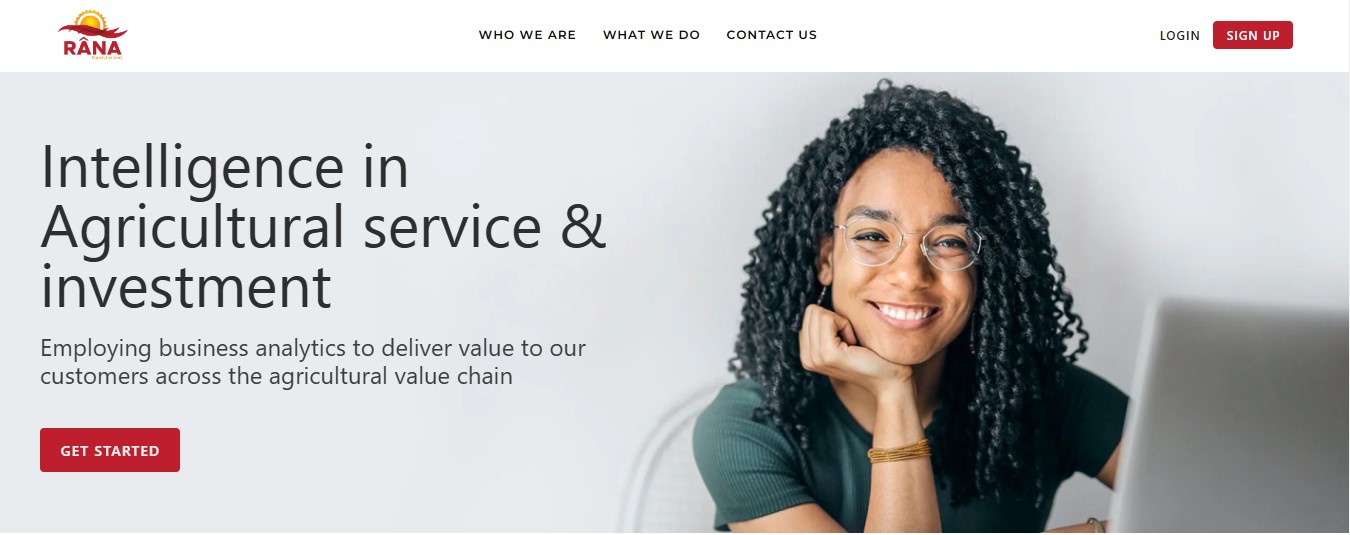 RÂNA
WHO WE ARE
WHAT WE DO
CONTACT US
LOGIN
SIGN UP
Intelligence in
Agricultural service &
investment
Employing business analytics to deliver value to our
customers across the agricultural value chain
GET STARTED